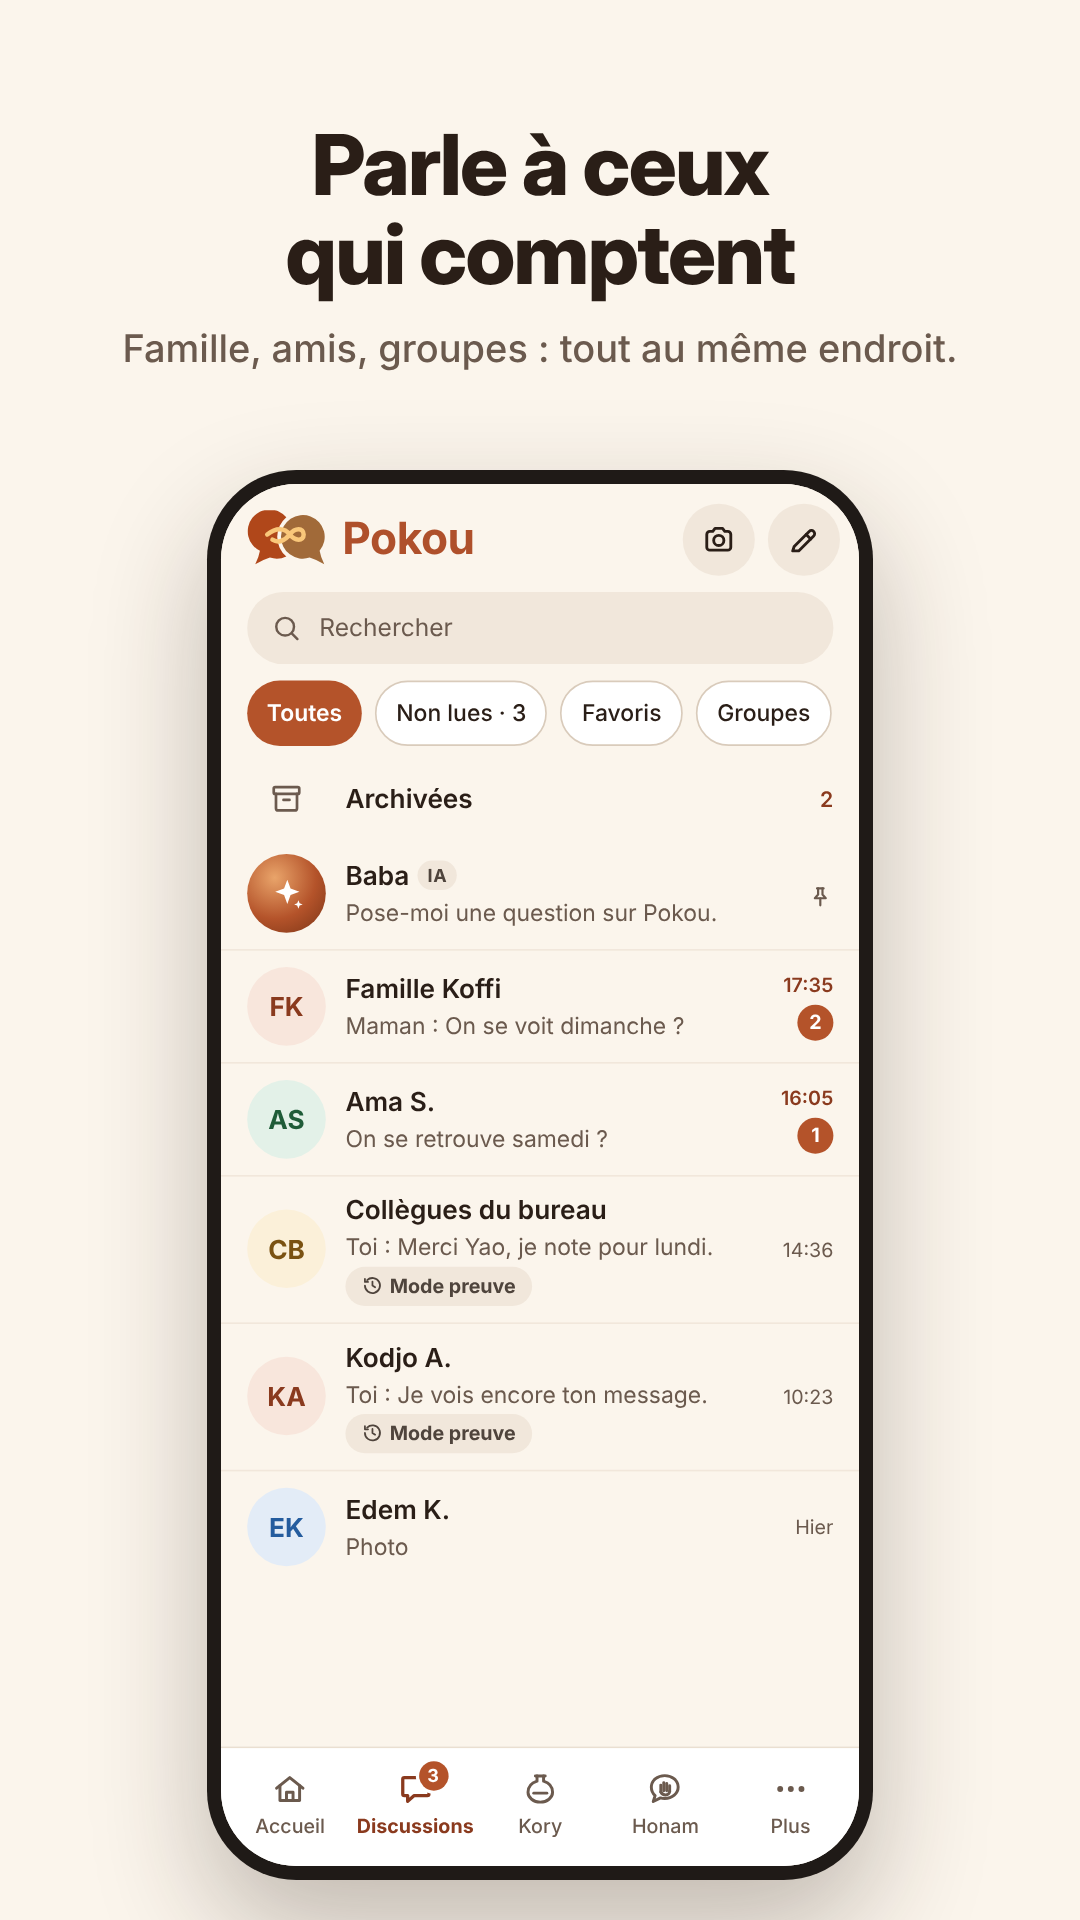 Parle à ceux
qui comptent
Famille, amis, groupes : tout au même endroit.
Pokou
Rechercher
Toutes
Non lues · 3
Favoris
Groupes
Archivées
2
Baba
IA
Pose-moi une question sur Pokou.
FK
Famille Koffi
17:35
Maman : On se voit dimanche ?
2
AS
Ama S.
16:05
On se retrouve samedi ?
1
CB
Collègues du bureau
Toi : Merci Yao, je note pour lundi.
14:36
Mode preuve
KA
Kodjo A.
Toi : Je vois encore ton message.
10:23
Mode preuve
EK
Edem K.
Hier
Photo
3
Accueil
Discussions
Kory
Honam
Plus